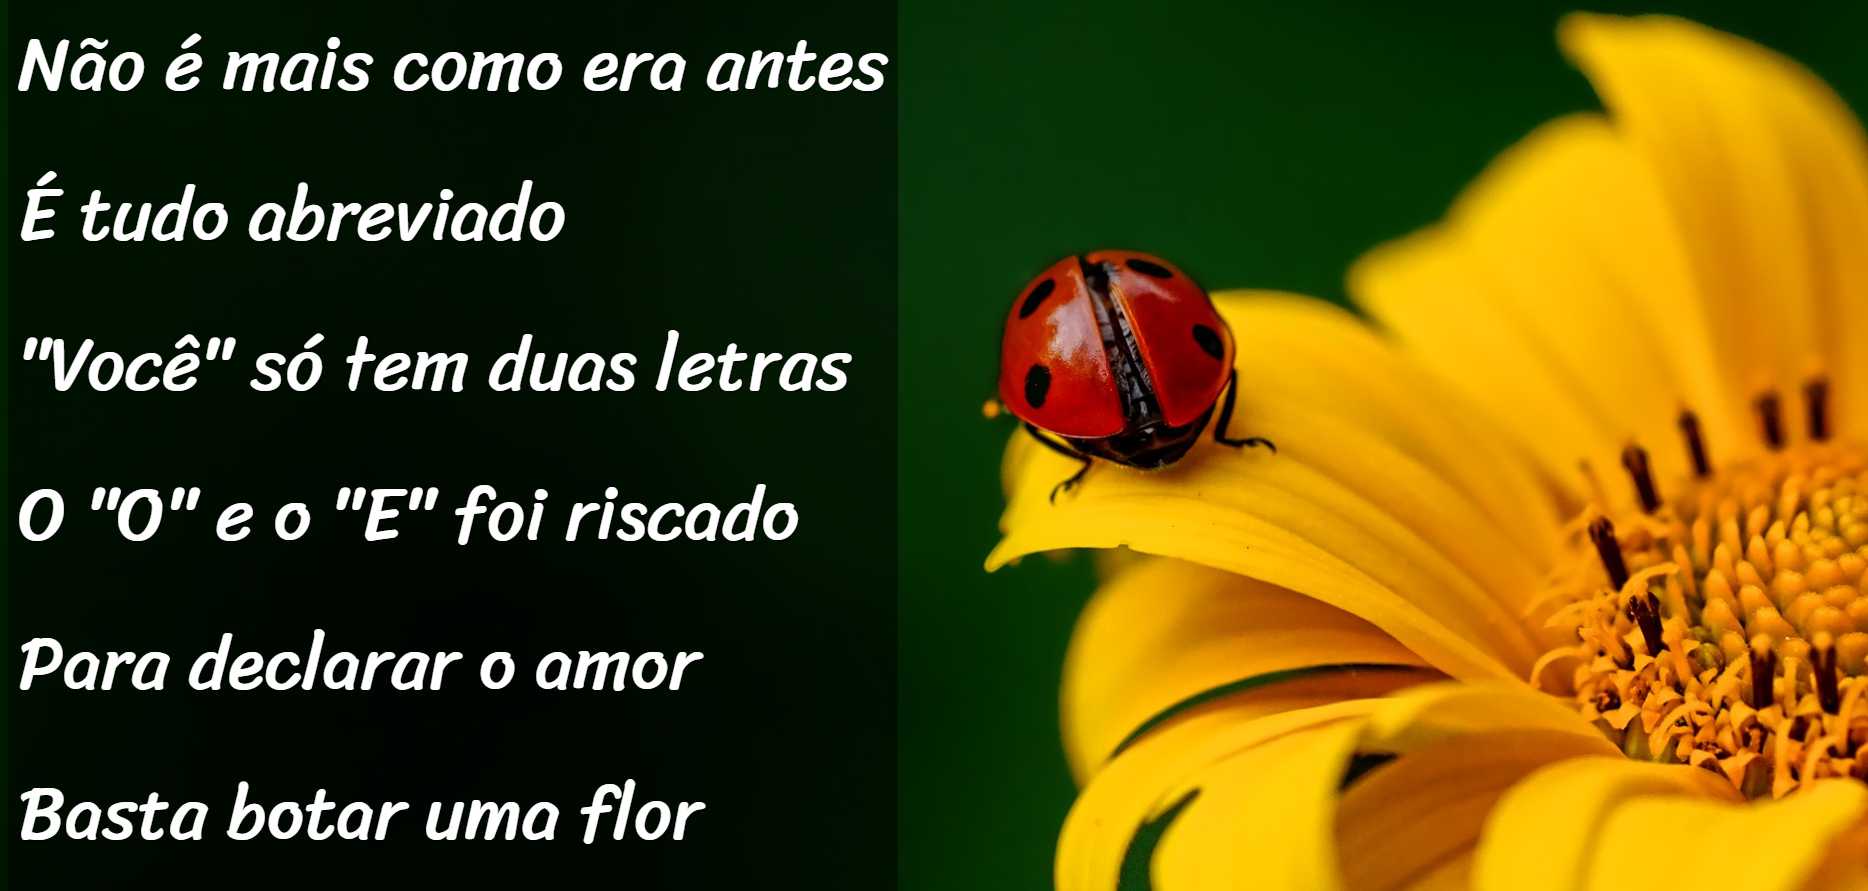 Não é mais como era antes
É tudo abreviado
"Você" só tem duas letras
O "O" e o "E" foi riscado
Para declarar o amor
Basta botar uma flor